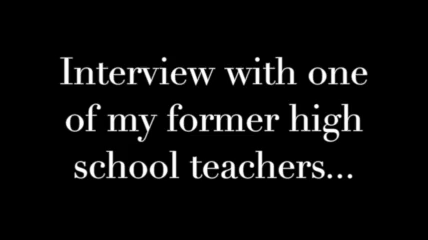 Interview with one
of my former high
school teachers...